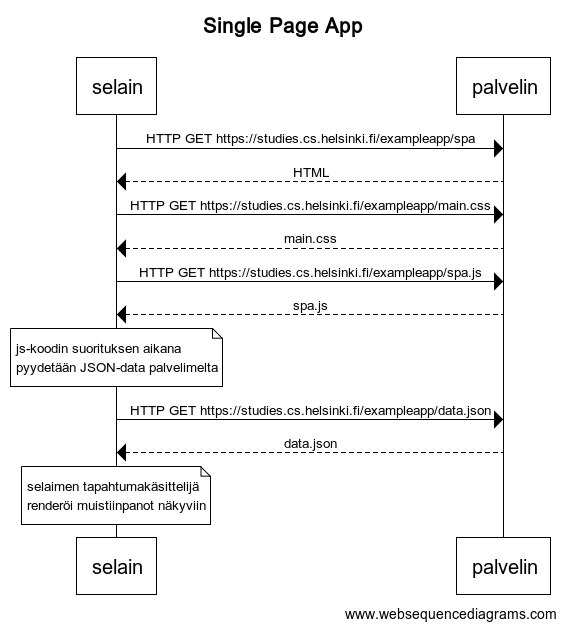 Single Page App
selain
palvelin
HTTP GET https://studies.cs.helsinki.fi/exampleapp/spa
HTML
HTTP GET https://studies.cs.helsinki.fi/exampleapp/main.css
main.css
HTTP GET https://studies.cs.helsinki.fi/exampleapp/spa.js
spa.js
js-koodin suorituksen aikana
pyydetään JSON-data palvelimelta
HTTP GET https://studies.cs.helsinki.fi/exampleapp/data.json
data.json
selaimen tapahtumakäsittelijä
renderöi muistiinpanot näkyviin
selain
palvelin
www.websequencediagrams.com